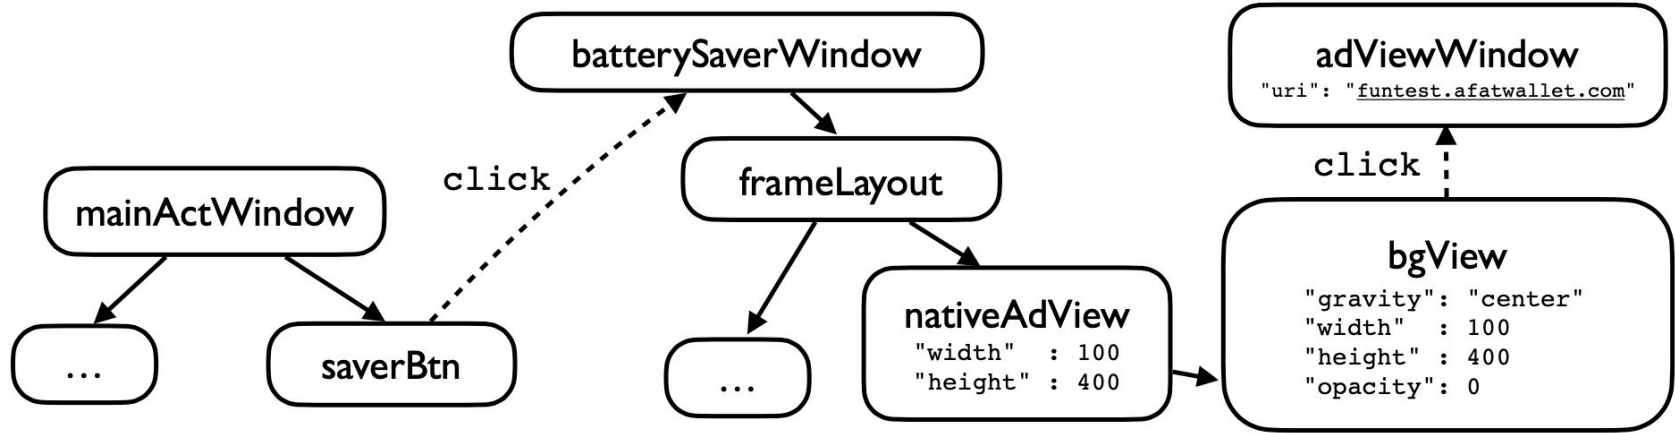 batterySaverWindow
adViewWindow
"uri": "funtest.afatwallet.com"
click
click
frameLayout
mainActWindow
bgView
"gravity": "center"
"width" : 100
"height" : 400
"opacity": 0
nativeAdView
"width" : 100
"height" : 400
saverBtn
...
...